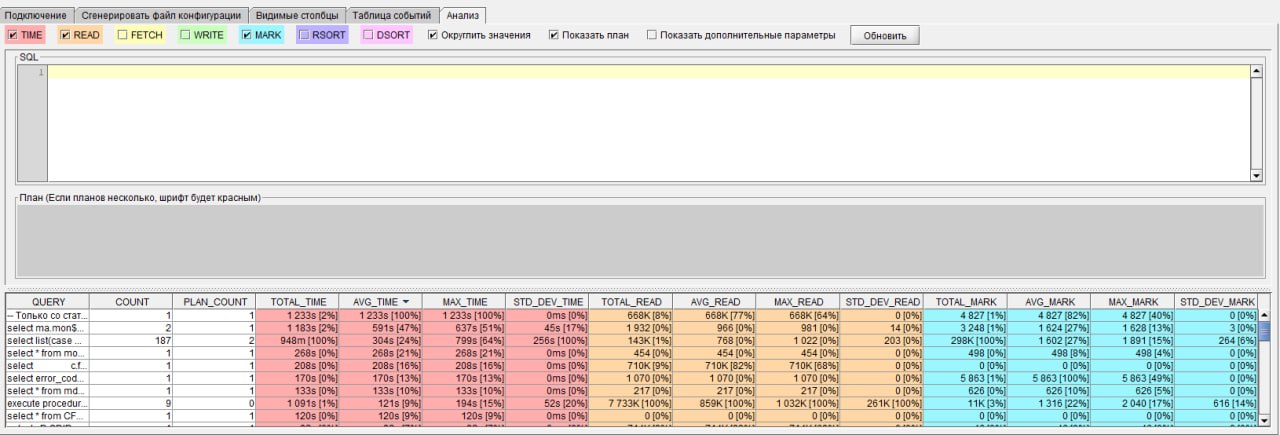 Подключение Сгенерировать файл конфигурации Видимые столбцы Таблица событий Анализ
TIME READ FETCH WRITE MARK RSORT DSORT Округлить значения Показать план Показать дополнительные параметры Обновить
SQL
1
План (Если планов несколько, шрифт будет красным)
QUERY COUNT PLAN_COUNT TOTAL_TIME AVG_TIME MAX_TIME STD_DEV_TIME TOTAL_READ AVG_READ MAX_READ STD_DEV_READ TOTAL_MARK AVG_MARK MAX_MARK STD_DEV_MARK
-- Только со стат... 1 1 1 233s [2%] 1 233s [100%] 1 233s [100%] 0ms [0%] 668K [8%] 668K [77%] 668K [64%] 0 [0%] 4 827 [1%] 4 827 [82%] 4 827 [40%] 0 [0%]
select ma.mon$... 2 1 1 183s [2%] 591s [47%] 637s [51%] 45s [17%] 1 932 [0%] 966 [0%] 981 [0%] 14 [0%] 3 248 [1%] 1 624 [27%] 1 628 [13%] 3 [0%]
select list(case ... 187 2 948m [100%] 304s [24%] 799s [64%] 256s [100%] 143K [1%] 768 [0%] 1 022 [0%] 203 [0%] 298K [100%] 1 602 [27%] 1 891 [15%] 264 [6%]
select * from mo... 1 1 268s [0%] 268s [21%] 268s [21%] 0ms [0%] 454 [0%] 454 [0%] 454 [0%] 0 [0%] 498 [0%] 498 [8%] 498 [4%] 0 [0%]
select c.f... 1 1 208s [0%] 208s [16%] 208s [16%] 0ms [0%] 710K [9%] 710K [82%] 710K [68%] 0 [0%] 0 [0%] 0 [0%] 0 [0%] 0 [0%]
select error_cod... 1 1 170s [0%] 170s [13%] 170s [13%] 0ms [0%] 1 070 [0%] 1 070 [0%] 1 070 [0%] 0 [0%] 5 863 [1%] 5 863 [100%] 5 863 [49%] 0 [0%]
select * from md... 1 1 133s [0%] 133s [10%] 133s [10%] 0ms [0%] 217 [0%] 217 [0%] 217 [0%] 0 [0%] 626 [0%] 626 [10%] 626 [5%] 0 [0%]
execute procedur... 9 0 1 091s [1%] 121s [9%] 194s [15%] 52s [20%] 7 733K [100%] 859K [100%] 1 032K [100%] 261K [100%] 11K [3%] 1 316 [22%] 2 040 [17%] 616 [14%]
select * from CF... 1 1 120s [0%] 120s [9%] 120s [9%] 0ms [0%] 0 [0%] 0 [0%] 0 [0%] 0 [0%] 0 [0%] 0 [0%] 0 [0%] 0 [0%]